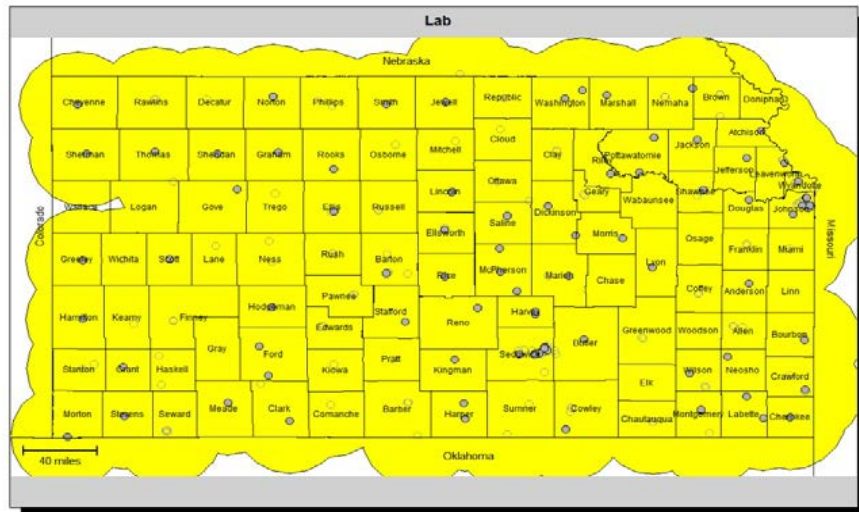 Lab
Nebraska
Cheyenne Rawlins Decatur Norton Phillips Smith Jewell Republic Washington Marshall Nemaha Brown Doniphan
Cloud Atchison
Sherman Thomas Sheridan Graham Rooks Osborne Mitchell Clay Riley Pottawatomie Jackson
Jefferson Leavenworth
Wyandotte
Wallace Logan Gove Trego Ellis Russell Lincoln Ottawa Geary Wabaunsee Shawnee
Dickinson Douglas Johnson
Saline
Colorado
Missouri
Ellsworth Morris Osage
Greeley Wichita Scott Lane Ness Rush Barton Rice McPherson Marion Chase Lyon Franklin Miami
Coffey Anderson Linn
Pawnee
Hamilton Kearny Finney Hodgeman Stafford Reno Harvey
Edwards
Gray Ford Sedgwick Butler Greenwood Woodson Allen Bourbon
Pratt
Stanton Grant Haskell Kiowa Kingman Elk Wilson Neosho Crawford
Morton Stevens Seward Meade Clark Comanche Barber Harper Sumner Cowley Chautauqua Montgomery Labette Cherokee
40 miles
Oklahoma